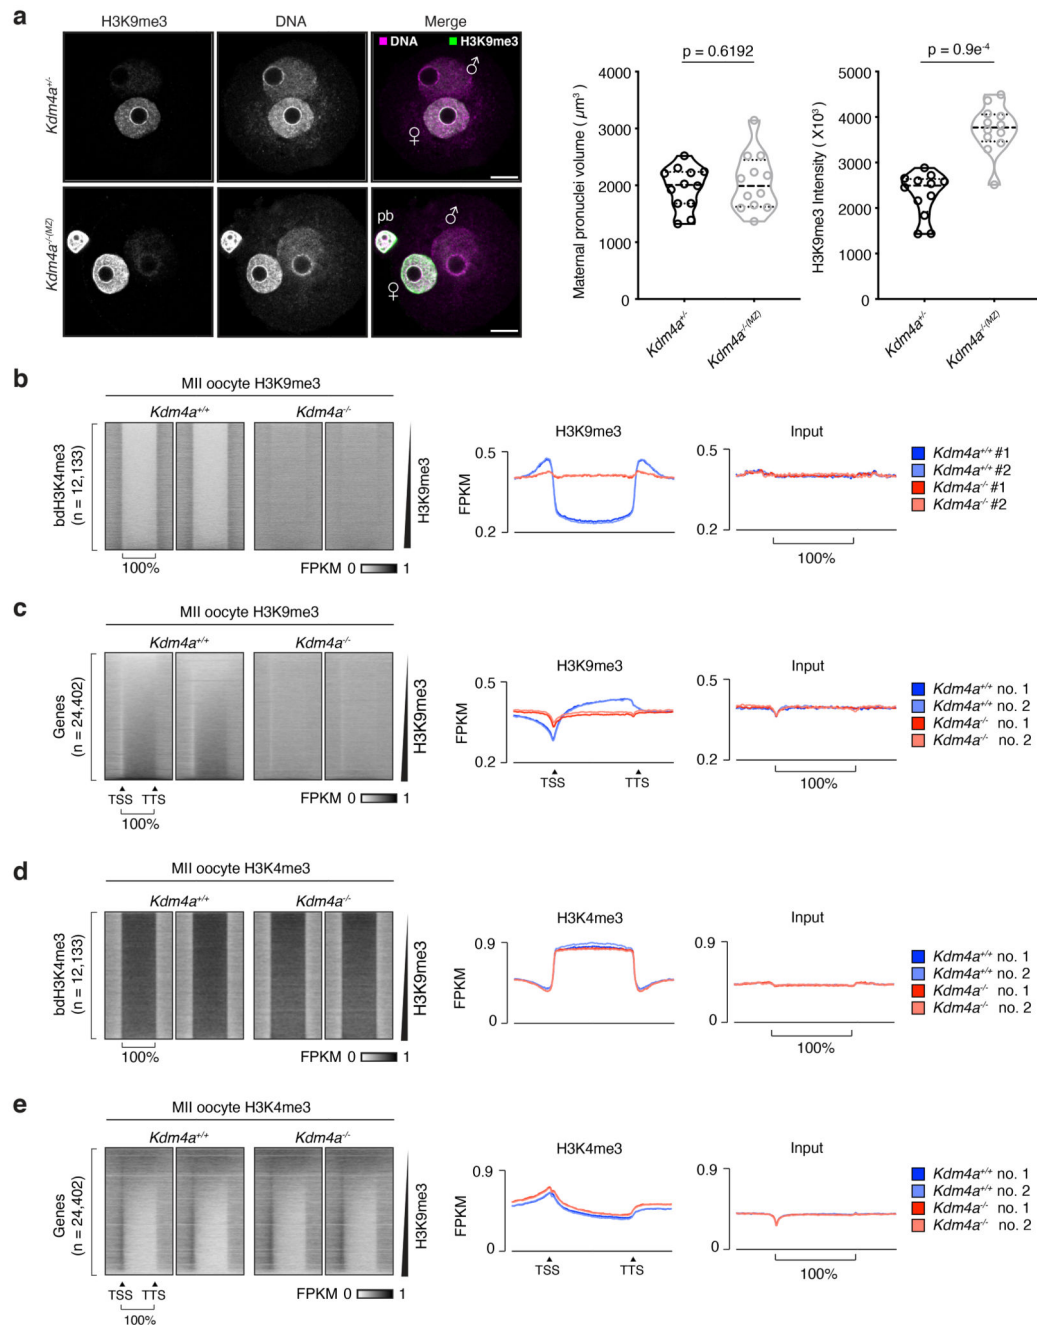 a
H3K9me3
DNA
Merge
DNA
H3K9me3
♂
♀
Kdm4a+/-
pb
♂
♀
Kdm4a-/-(MZ)
p = 0.6192
Maternal pronuclei volume ( μm³ )
4000
3000
2000
1000
0
Kdm4a+/-
Kdm4a-/-(MZ)
p = 0.9e-4
H3K9me3 Intensity ( X10³ )
5000
4000
3000
2000
1000
0
Kdm4a+/-
Kdm4a-/-(MZ)
b
MII oocyte H3K9me3
Kdm4a+/+
Kdm4a-/-
bdH3K4me3
(n = 12,133)
H3K9me3
100%
FPKM 0
1
H3K9me3
FPKM
0.5
0.2
Input
0.5
0.2
100%
Kdm4a+/+ #1
Kdm4a+/+ #2
Kdm4a-/- #1
Kdm4a-/- #2
c
MII oocyte H3K9me3
Kdm4a+/+
Kdm4a-/-
Genes
(n = 24,402)
H3K9me3
TSS
TTS
100%
FPKM 0
1
H3K9me3
FPKM
0.5
0.2
TSS
TTS
Input
0.5
0.2
100%
Kdm4a+/+ no. 1
Kdm4a+/+ no. 2
Kdm4a-/- no. 1
Kdm4a-/- no. 2
d
MII oocyte H3K4me3
Kdm4a+/+
Kdm4a-/-
bdH3K4me3
(n = 12,133)
H3K9me3
100%
FPKM 0
1
H3K4me3
FPKM
0.9
0
Input
0.9
0
100%
Kdm4a+/+ no. 1
Kdm4a+/+ no. 2
Kdm4a-/- no. 1
Kdm4a-/- no. 2
e
MII oocyte H3K4me3
Kdm4a+/+
Kdm4a-/-
Genes
(n = 24,402)
H3K9me3
TSS
TTS
100%
FPKM 0
1
H3K4me3
FPKM
0.9
0
TSS
TTS
Input
0.9
0
100%
Kdm4a+/+ no. 1
Kdm4a+/+ no. 2
Kdm4a-/- no. 1
Kdm4a-/- no. 2